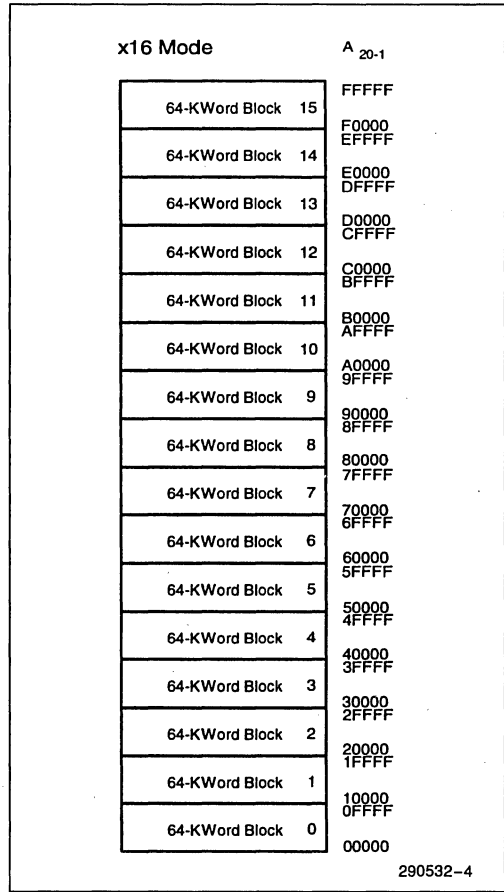 x16 Mode A 20-1
FFFFF
64-KWord Block 15
F0000
EFFFF
64-KWord Block 14
E0000
DFFFF
64-KWord Block 13
D0000
CFFFF
64-KWord Block 12
C0000
BFFFF
64-KWord Block 11
B0000
AFFFF
64-KWord Block 10
A0000
9FFFF
64-KWord Block 9
90000
8FFFF
64-KWord Block 8
80000
7FFFF
64-KWord Block 7
70000
6FFFF
64-KWord Block 6
60000
5FFFF
64-KWord Block 5
50000
4FFFF
64-KWord Block 4
40000
3FFFF
64-KWord Block 3
30000
2FFFF
64-KWord Block 2
20000
1FFFF
64-KWord Block 1
10000
0FFFF
64-KWord Block 0
00000
290532-4